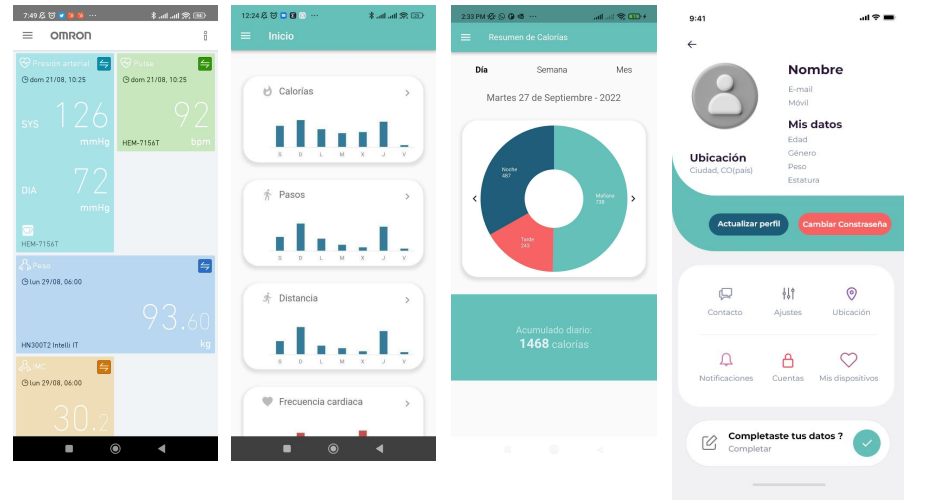 7:49
OMRON
Presión arterial
dom 21/08, 10:25
SYS 126
mmHg
DIA 72
mmHg
HEM-7156T
Pulse
dom 21/08, 10:25
92
HEM-7156T bpm
Peso
lun 29/08, 06:00
93.60
HN300T2 Intelli IT kg
IMC
lun 29/08, 06:00
30.2
12:24
Inicio
Calorías
S D L M X J V
Pasos
S D L M X J V
Distancia
S D L M X J V
Frecuencia cardiaca
2:33 PM
Resumen de Calorías
Día Semana Mes
Martes 27 de Septiembre - 2022
Noche
487
Mañana
738
Tarde
243
Acumulado diario:
1468 calorías
9:41
Nombre
E-mail
Móvil
Mis datos
Edad
Género
Peso
Estatura
Ubicación
Ciudad, CO(pais)
Actualizar perfil
Cambiar Constraseña
Contacto Ajustes Ubicación
Notificaciones Cuentas Mis dispositivos
Completaste tus datos ?
Completar